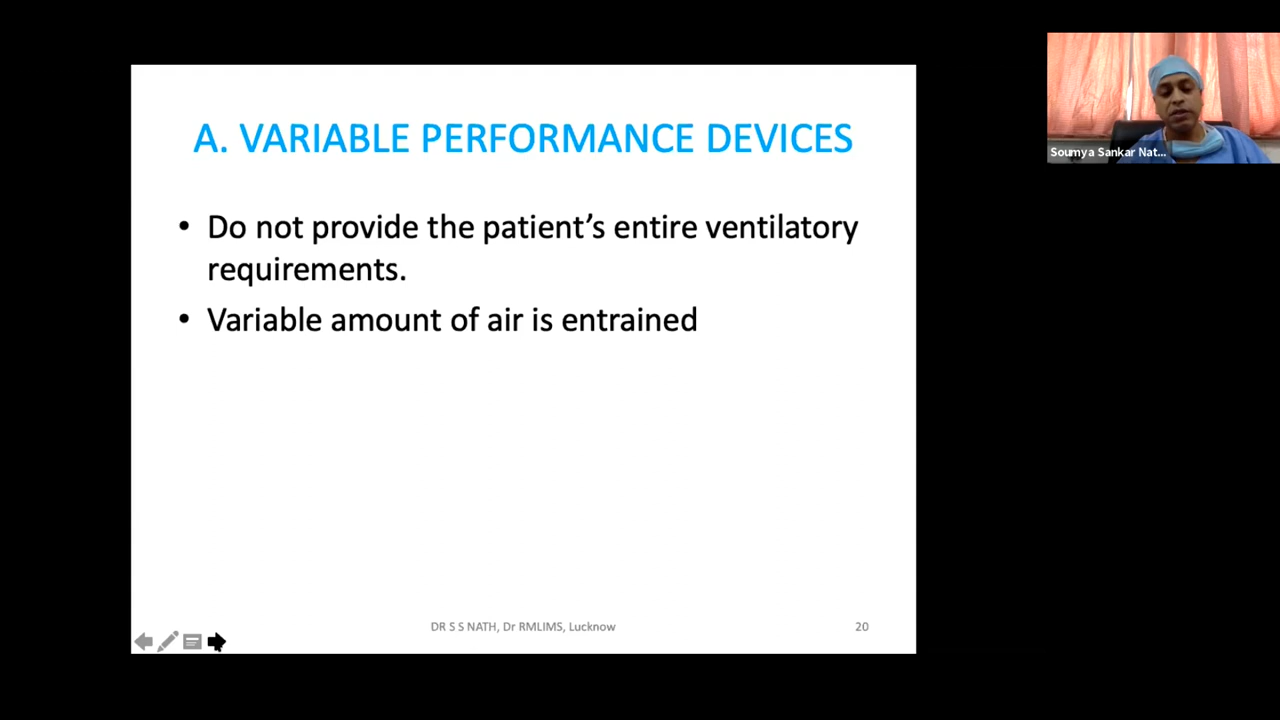 A. VARIABLE PERFORMANCE DEVICES
• Do not provide the patient’s entire ventilatory
requirements.
• Variable amount of air is entrained
DR S S NATH, Dr RMLIMS, Lucknow
20
Soumya Sankar Nat...